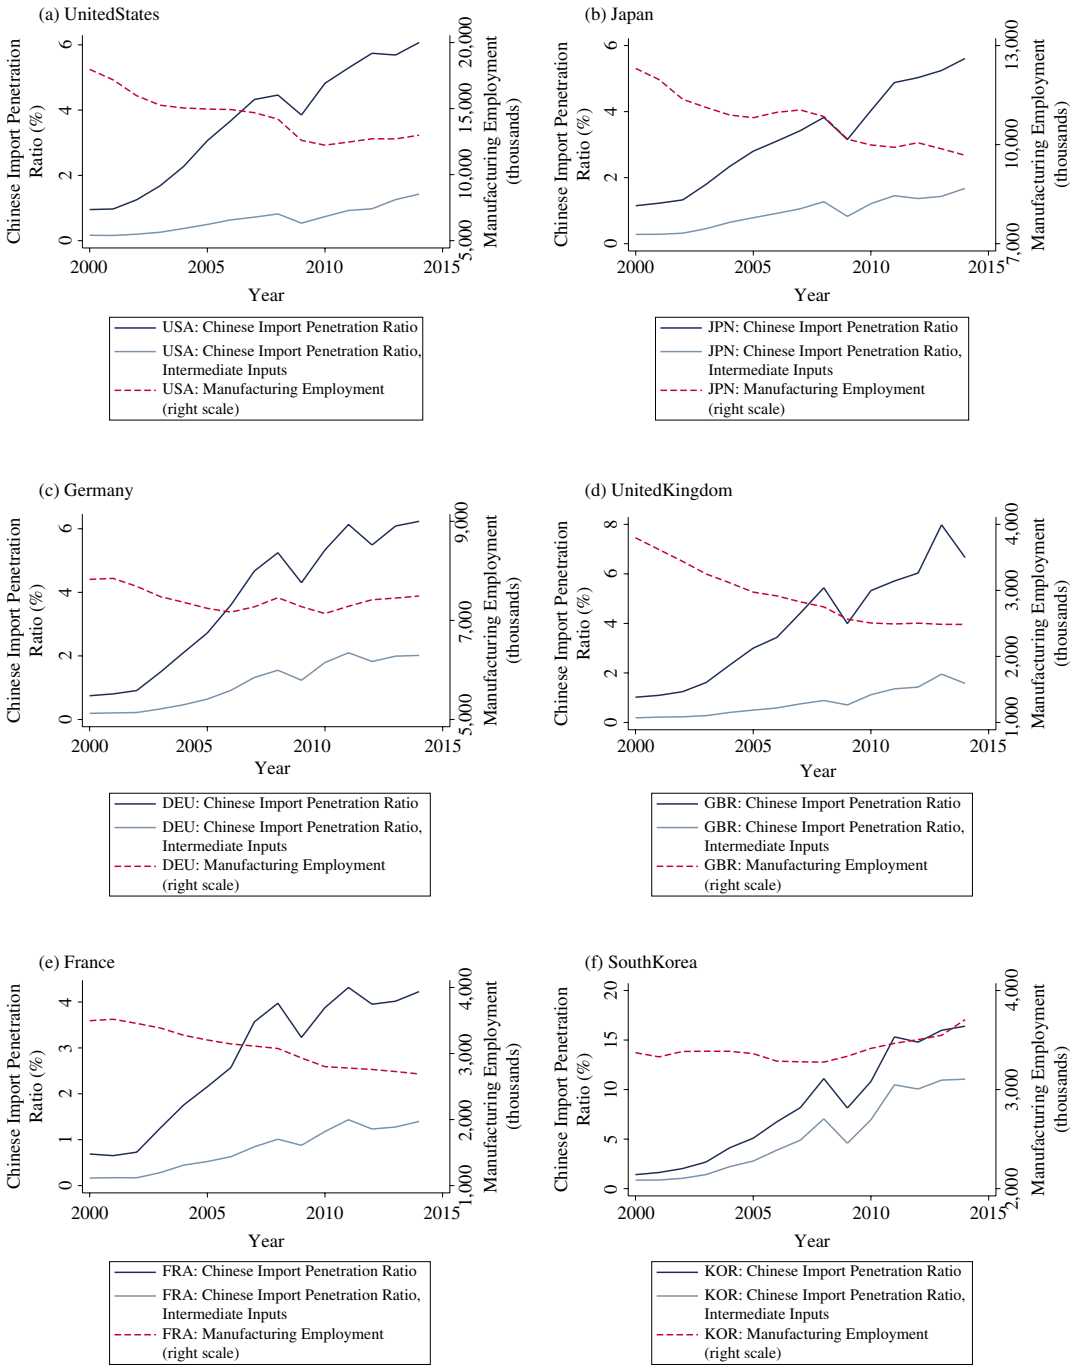 (a) UnitedStates
Chinese Import Penetration
Ratio (%)
0
2
4
6
5,000
10,000
15,000
20,000
Manufacturing Employment
(thousands)
2000
2005
2010
2015
Year
USA: Chinese Import Penetration Ratio
USA: Chinese Import Penetration Ratio,
Intermediate Inputs
USA: Manufacturing Employment
(right scale)
(b) Japan
Chinese Import Penetration
Ratio (%)
0
2
4
6
7,000
10,000
13,000
Manufacturing Employment
(thousands)
2000
2005
2010
2015
Year
JPN: Chinese Import Penetration Ratio
JPN: Chinese Import Penetration Ratio,
Intermediate Inputs
JPN: Manufacturing Employment
(right scale)
(c) Germany
Chinese Import Penetration
Ratio (%)
0
2
4
6
5,000
7,000
9,000
Manufacturing Employment
(thousands)
2000
2005
2010
2015
Year
DEU: Chinese Import Penetration Ratio
DEU: Chinese Import Penetration Ratio,
Intermediate Inputs
DEU: Manufacturing Employment
(right scale)
(d) UnitedKingdom
Chinese Import Penetration
Ratio (%)
0
2
4
6
8
1,000
2,000
3,000
4,000
Manufacturing Employment
(thousands)
2000
2005
2010
2015
Year
GBR: Chinese Import Penetration Ratio
GBR: Chinese Import Penetration Ratio,
Intermediate Inputs
GBR: Manufacturing Employment
(right scale)
(e) France
Chinese Import Penetration
Ratio (%)
0
1
2
3
4
1,000
2,000
3,000
4,000
Manufacturing Employment
(thousands)
2000
2005
2010
2015
Year
FRA: Chinese Import Penetration Ratio
FRA: Chinese Import Penetration Ratio,
Intermediate Inputs
FRA: Manufacturing Employment
(right scale)
(f) SouthKorea
Chinese Import Penetration
Ratio (%)
0
5
10
15
20
2,000
3,000
4,000
Manufacturing Employment
(thousands)
2000
2005
2010
2015
Year
KOR: Chinese Import Penetration Ratio
KOR: Chinese Import Penetration Ratio,
Intermediate Inputs
KOR: Manufacturing Employment
(right scale)